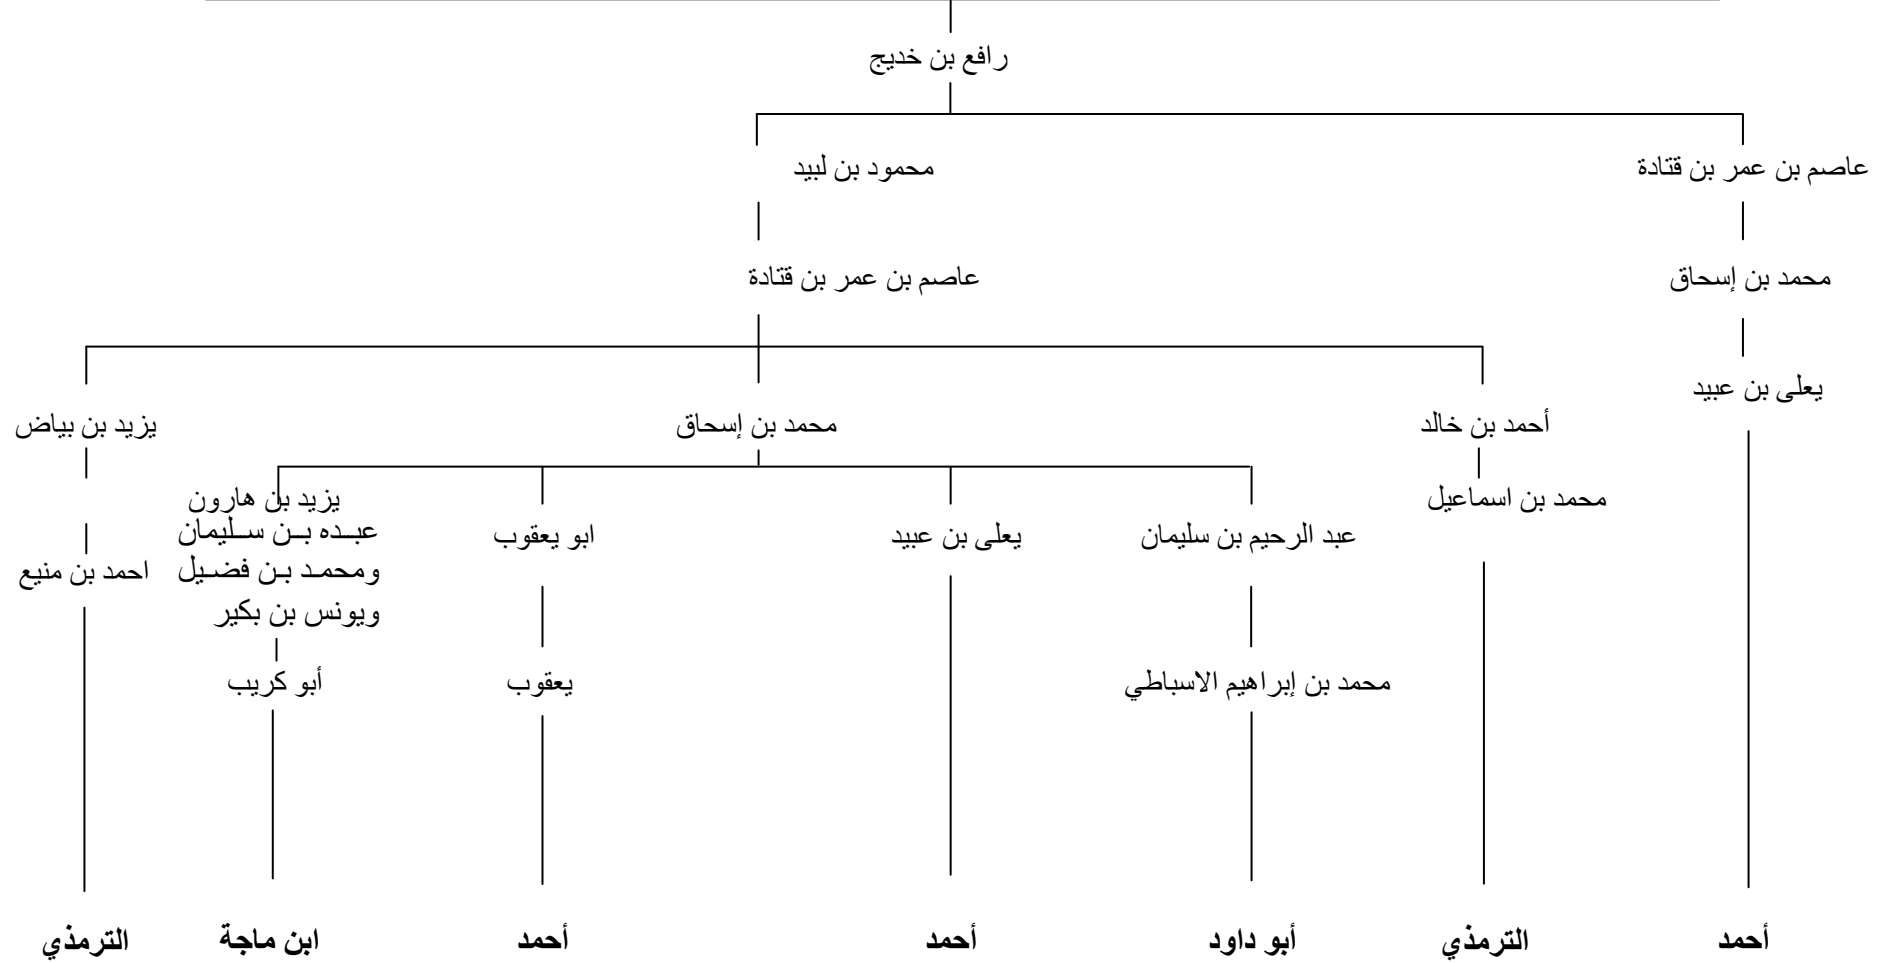 رافع بن خديج
عاصم بن عمر بن قتادة
محمود بن لبيد
محمد بن إسحاق
عاصم بن عمر بن قتادة
يعلى بن عبيد
أحمد بن خالد
محمد بن إسحاق
يزيد بن بياض
محمد بن اسماعيل
عبد الرحيم بن سليمان
يعلى بن عبيد
ابو يعقوب
يزيد بن هارون
عبده بن سليمان
ومحمد بن فضيل
ويونس بن بكير
احمد بن منيع
محمد بن إبراهيم الاسباطي
يعقوب
أبو كريب
أحمد
الترمذي
أبو داود
أحمد
أحمد
ابن ماجة
الترمذي